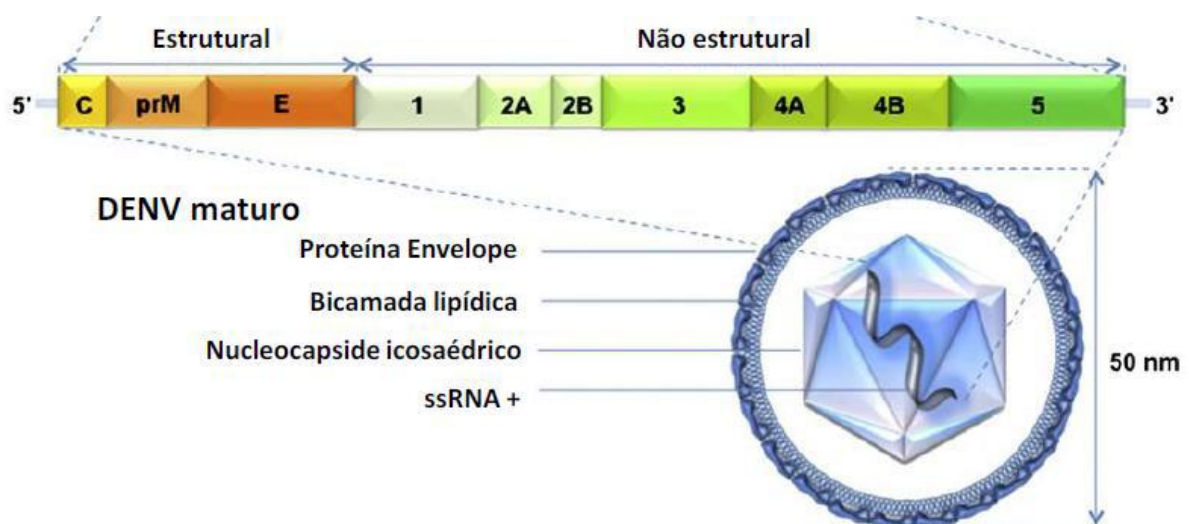 Estrutural Não estrutural
5' C prM E 1 2A 2B 3 4A 4B 5 3'
DENV maturo
Proteína Envelope
Bicamada lipídica
Nucleocapside icosaédrico
50 nm
ssRNA +